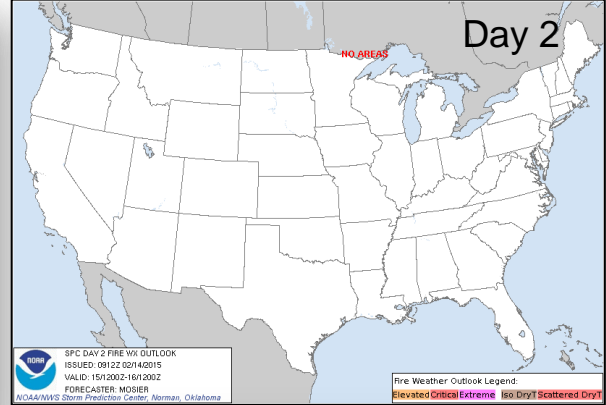 Day 2
NO AREAS
NOAA
SPC DAY 2 FIRE WX OUTLOOK
ISSUED: 0912Z 02/14/2015
VALID: 15/1200Z-16/1200Z
FORECASTER: MOSIER
NOAA/NWS Storm Prediction Center, Norman, Oklahoma
Fire Weather Outlook Legend:
Elevated Critical Extreme Iso DryT Scattered DryT